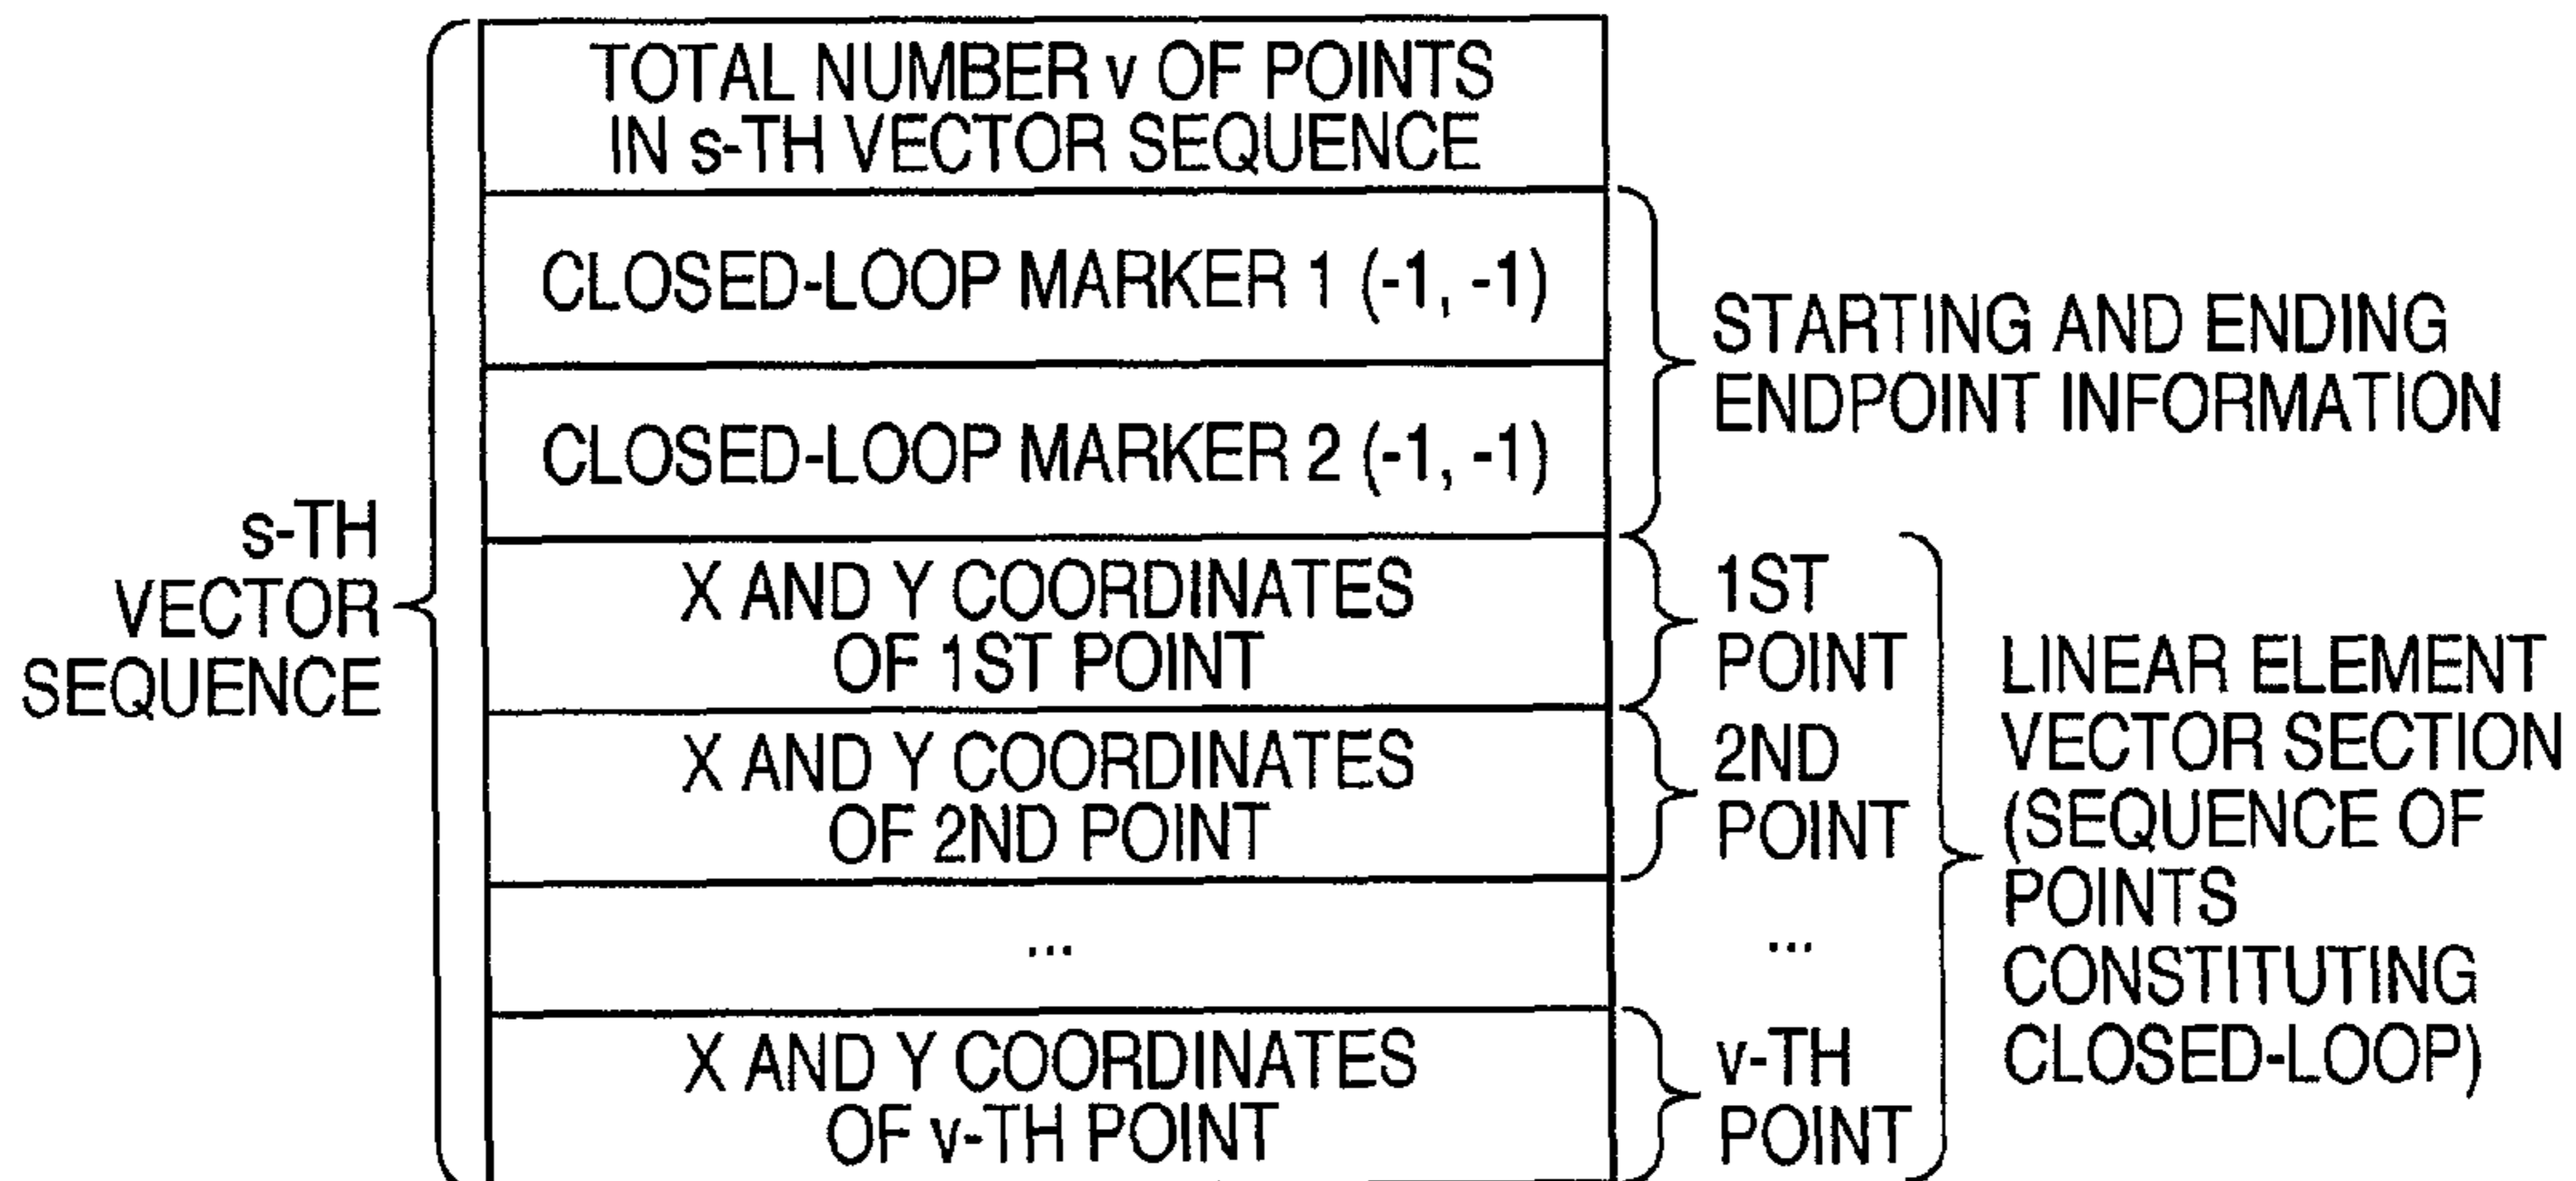 s-TH
VECTOR
SEQUENCE
TOTAL NUMBER v OF POINTS
IN s-TH VECTOR SEQUENCE
CLOSED-LOOP MARKER 1 (-1, -1)
CLOSED-LOOP MARKER 2 (-1, -1)
STARTING AND ENDING
ENDPOINT INFORMATION
X AND Y COORDINATES
OF 1ST POINT
1ST
POINT
X AND Y COORDINATES
OF 2ND POINT
2ND
POINT
...
...
X AND Y COORDINATES
OF v-TH POINT
v-TH
POINT
LINEAR ELEMENT
VECTOR SECTION
(SEQUENCE OF
POINTS
CONSTITUTING
CLOSED-LOOP)